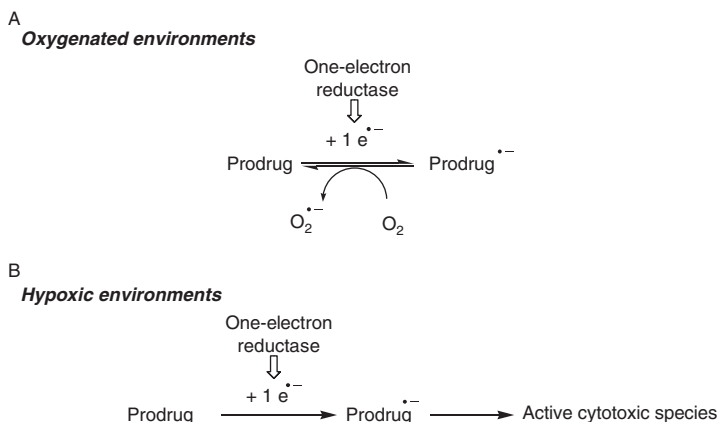 A
Oxygenated environments
One-electron
reductase
+ 1 e•−
Prodrug Prodrug•−
O2•− O2
B
Hypoxic environments
One-electron
reductase
+ 1 e•−
Prodrug Prodrug•− Active cytotoxic species